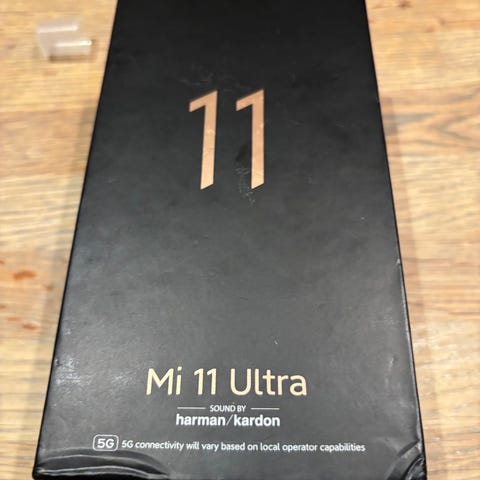 11
Mi 11 Ultra
SOUND BY
harman/kardon
5G 5G connectivity will vary based on local operator capabilities